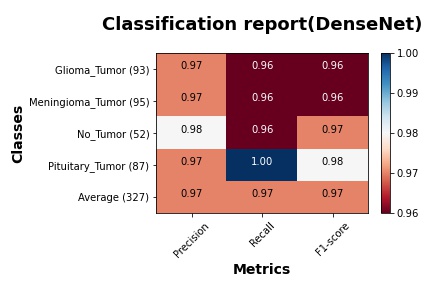 Classification report(DenseNet)
Glioma_Tumor (93) 0.97 0.96 0.96
Meningioma_Tumor (95) 0.97 0.96 0.96
No_Tumor (52) 0.98 0.96 0.97
Pituitary_Tumor (87) 0.97 1.00 0.98
Average (327) 0.97 0.97 0.97
Classes
Precision Recall F1-score
Metrics
1.00
0.99
0.98
0.97
0.96